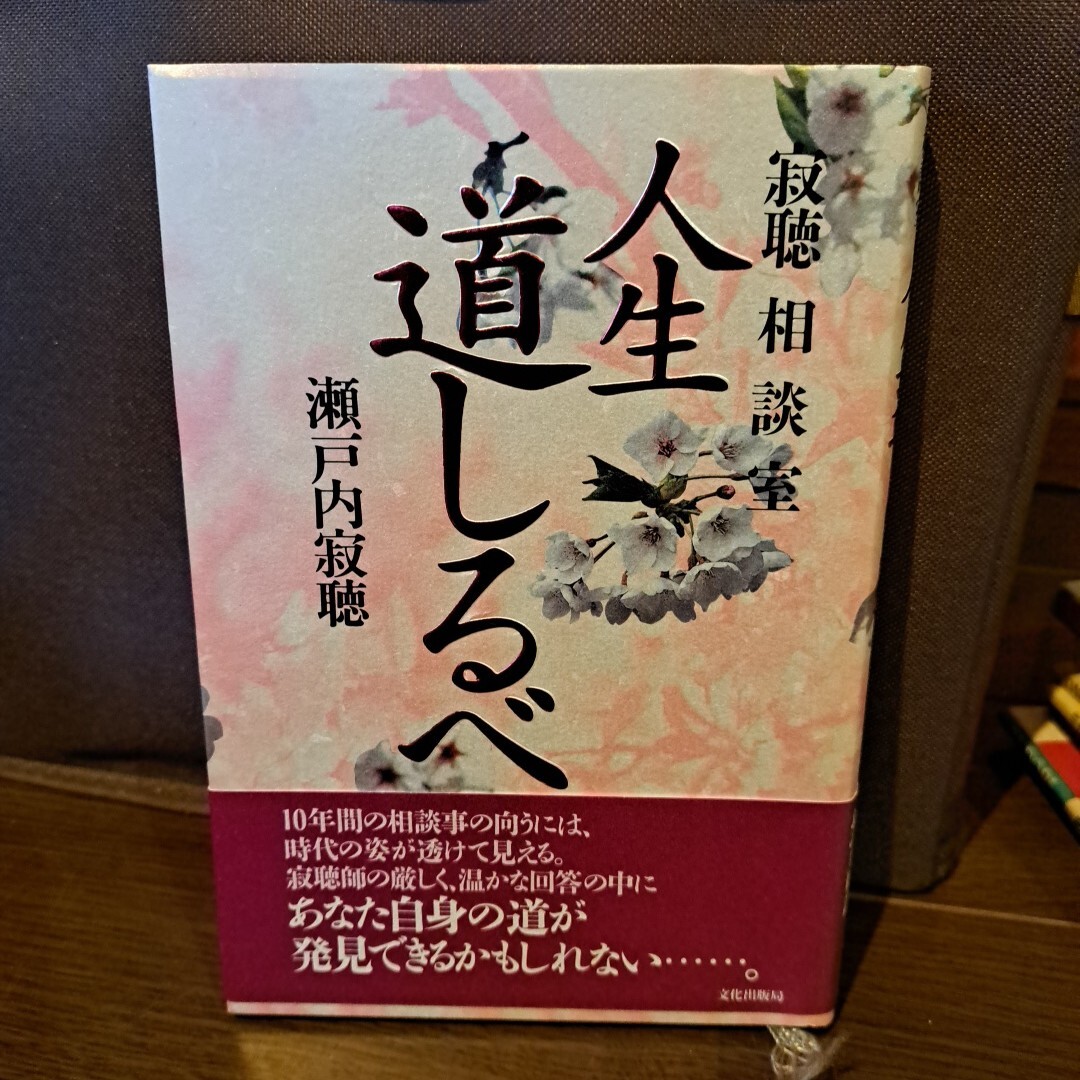 寂聴 相談室
人生
道しるべ
瀬戸内寂聴
10年間の相談事の向うには、
時代の姿が透けて見える。
寂聴師の厳しく、温かな回答の中に
あなた自身の道が
発見できるかもしれない……。
文化出版局